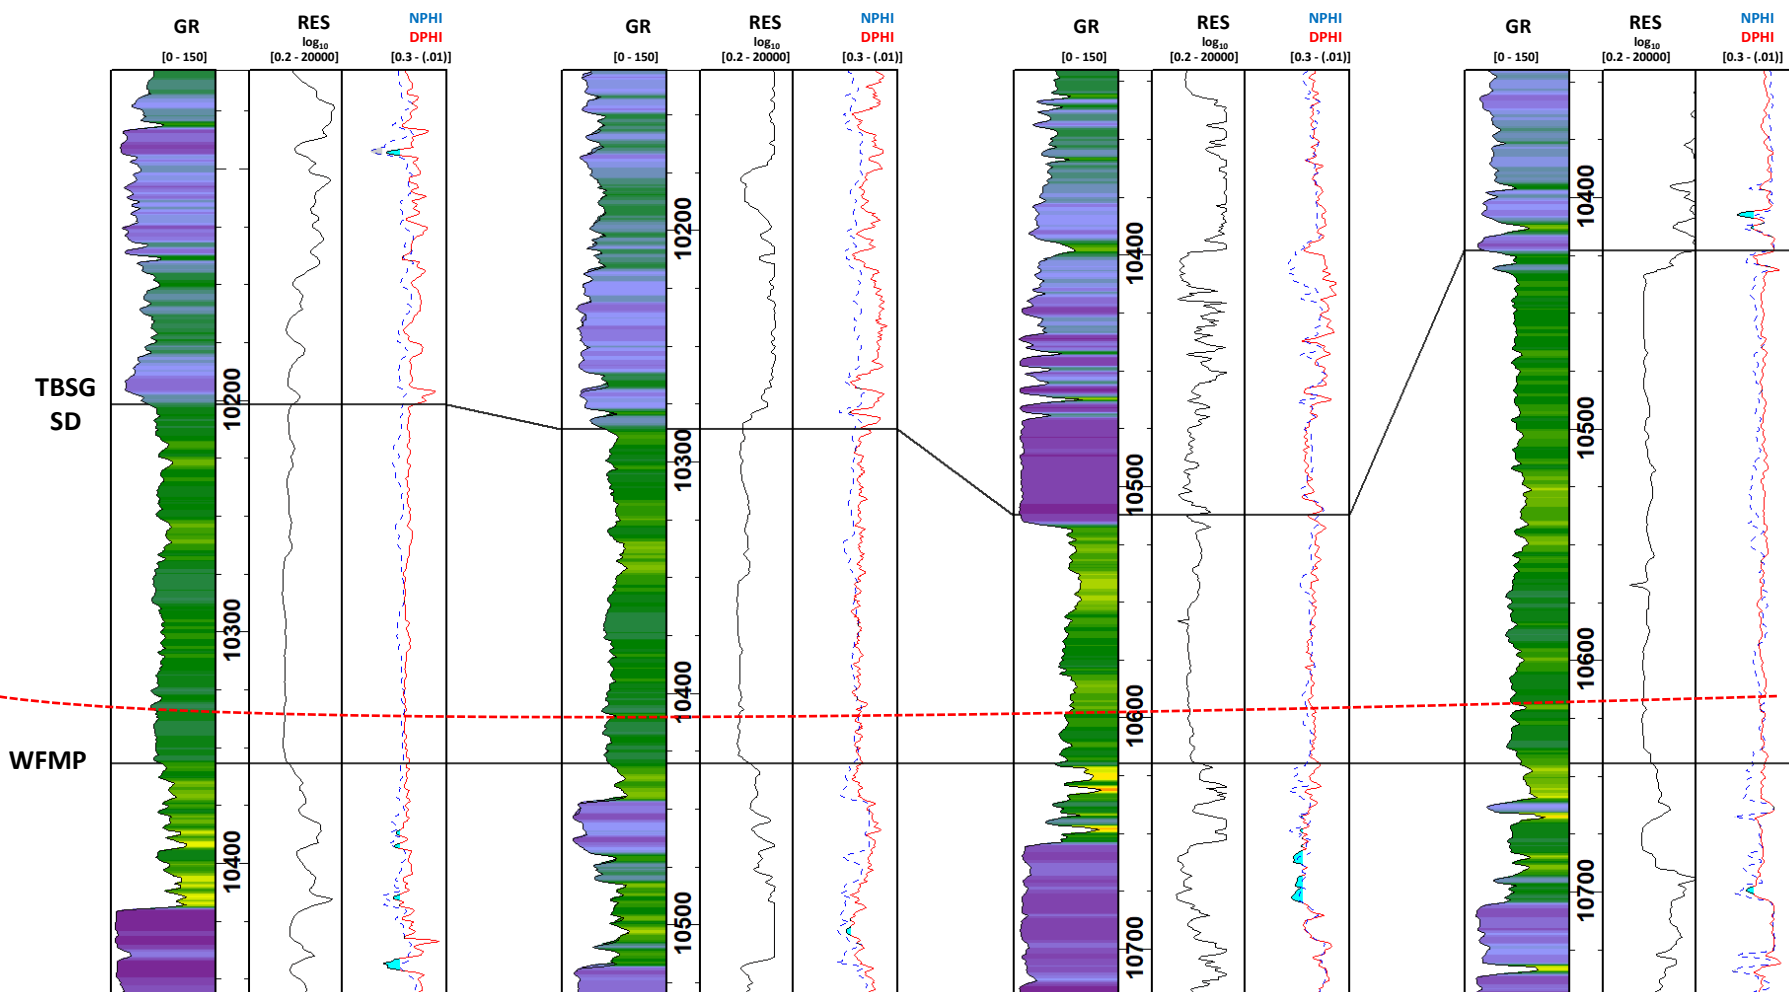 GR RES NPHI GR RES NPHI GR RES NPHI GR RES NPHI
log10 DPHI log10 DPHI log10 DPHI log10 DPHI
[0 - 150] [0.2 - 20000] [0.3 - (.01)] [0 - 150] [0.2 - 20000] [0.3 - (.01)] [0 - 150] [0.2 - 20000] [0.3 - (.01)] [0 - 150] [0.2 - 20000] [0.3 - (.01)]
TBSG
SD
WFMP
10200
10300
10400
10200
10300
10400
10500
10400
10500
10600
10700
10400
10500
10600
10700